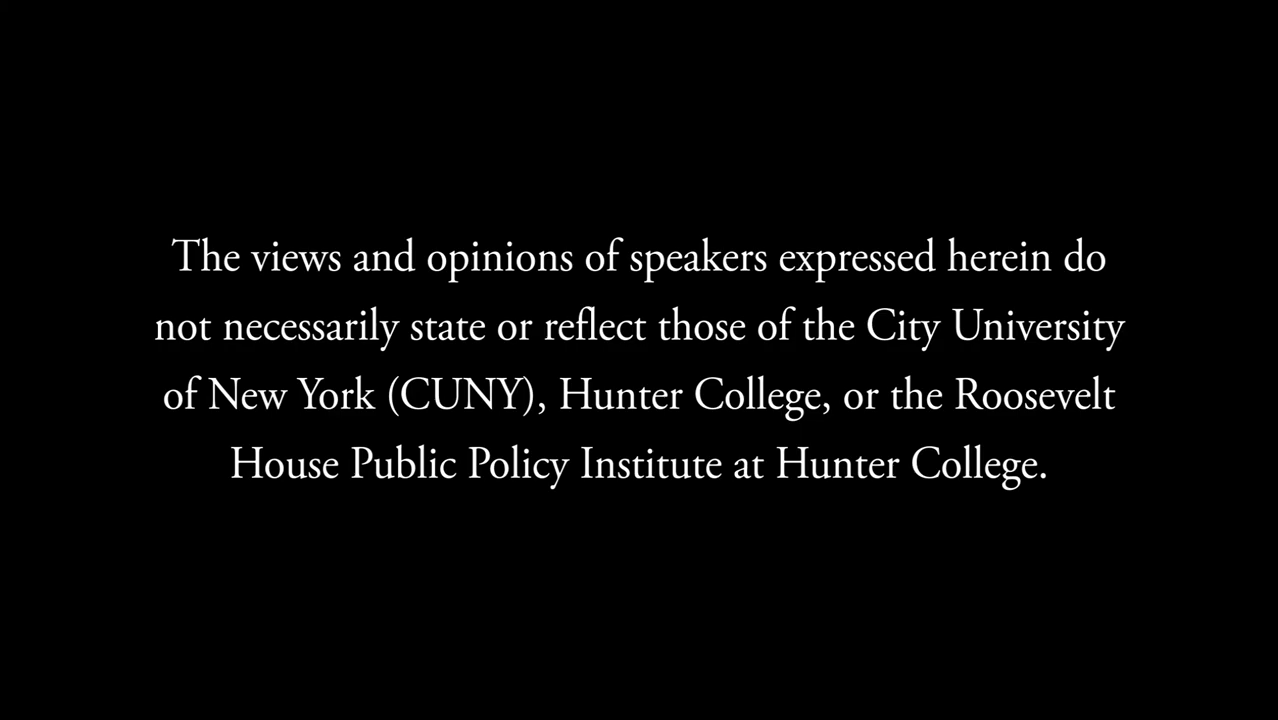 The views and opinions of speakers expressed herein do
not necessarily state or reflect those of the City University
of New York (CUNY), Hunter College, or the Roosevelt
House Public Policy Institute at Hunter College.